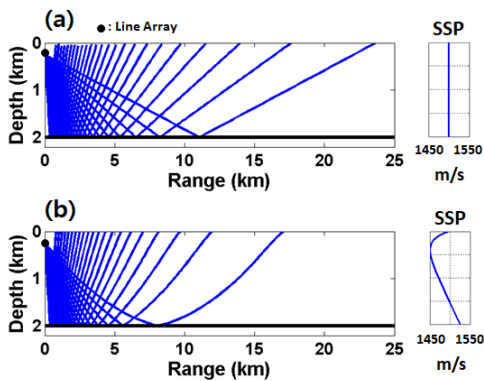 (a)
● : Line Array
SSP
0
1
2
Depth (km)
0 5 10 15 20 25
Range (km)
1450 1550
m/s
(b)
SSP
0
1
2
Depth (km)
0 5 10 15 20 25
Range (km)
1450 1550
m/s